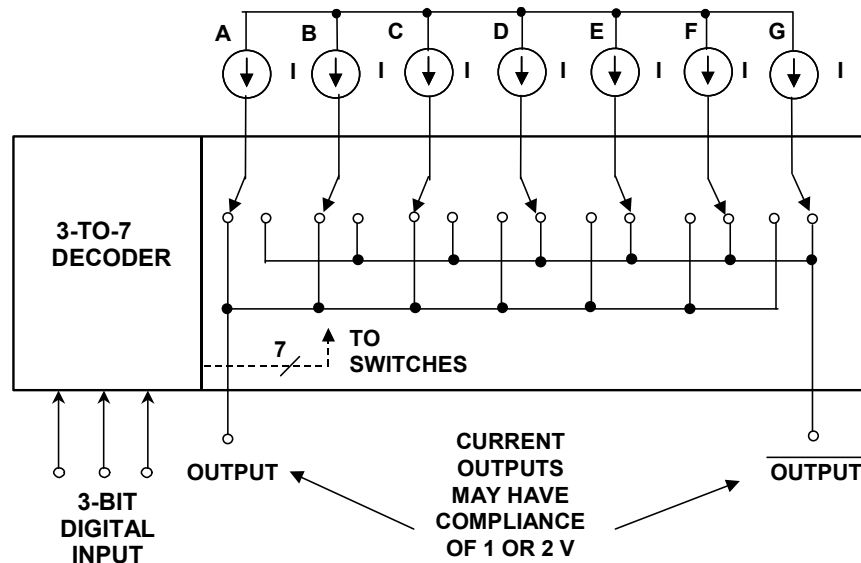 A B C D E F G
I I I I I I I
3-TO-7
DECODER
7
TO
SWITCHES
OUTPUT
CURRENT
OUTPUTS
MAY HAVE
COMPLIANCE
OF 1 OR 2 V
OUTPUT
3-BIT
DIGITAL
INPUT